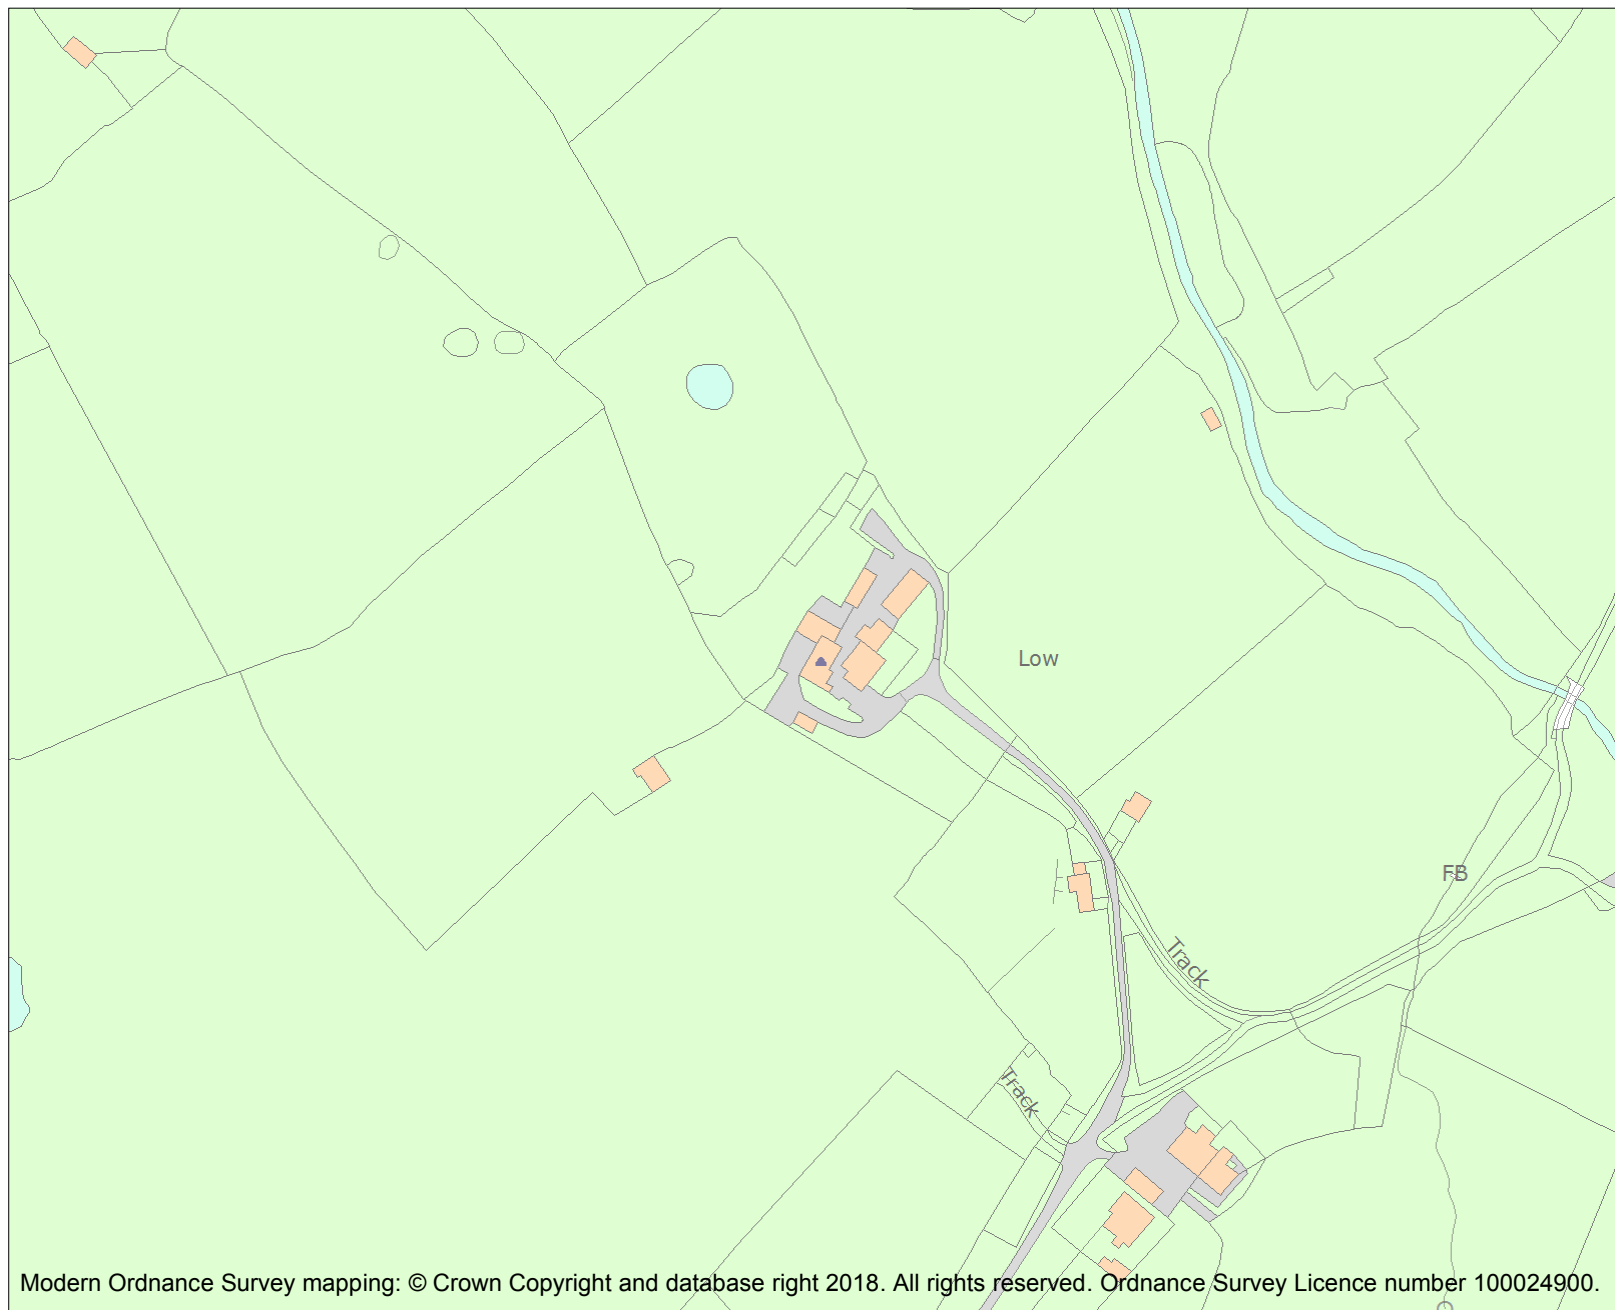 Low
FB
Track
Track
Modern Ordnance Survey mapping: © Crown Copyright and database right 2018. All rights reserved. Ordnance Survey Licence number 100024900.